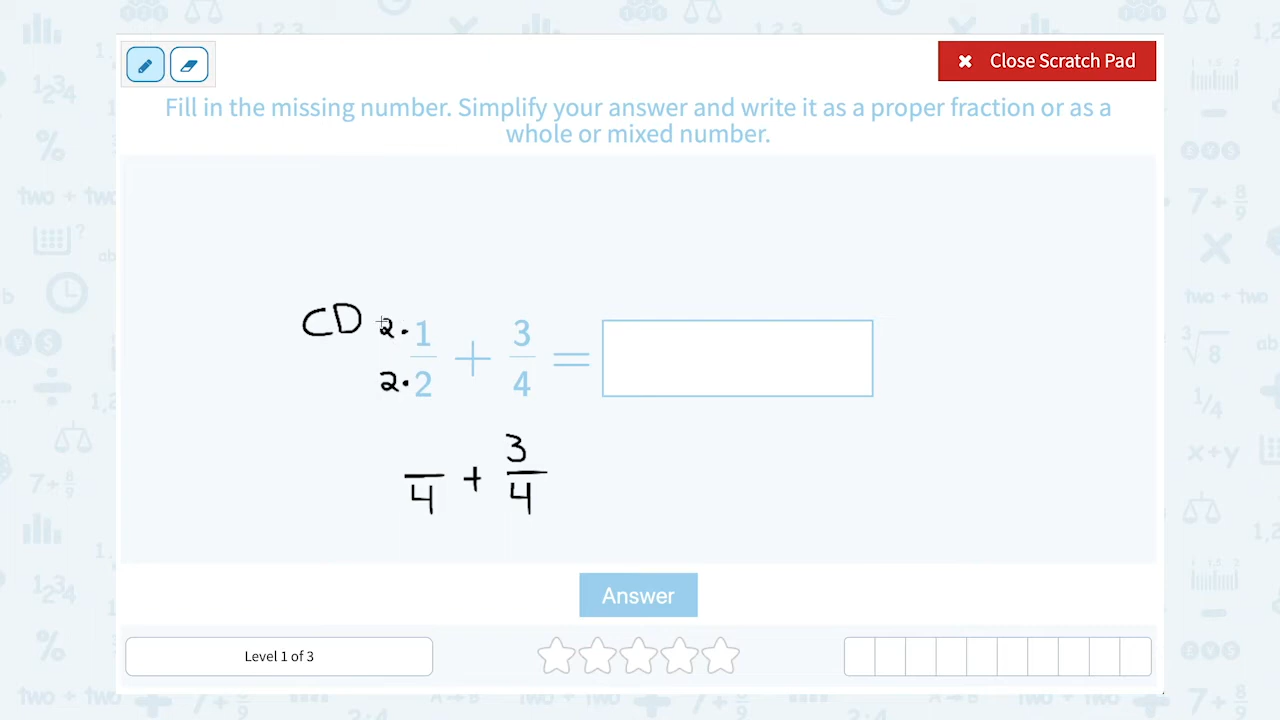 Close Scratch Pad
Fill in the missing number. Simplify your answer and write it as a proper fraction or as a
whole or mixed number.
CD 2· 1/2 + 3/4 =
2·
/4 + 3/4
Answer
Level 1 of 3